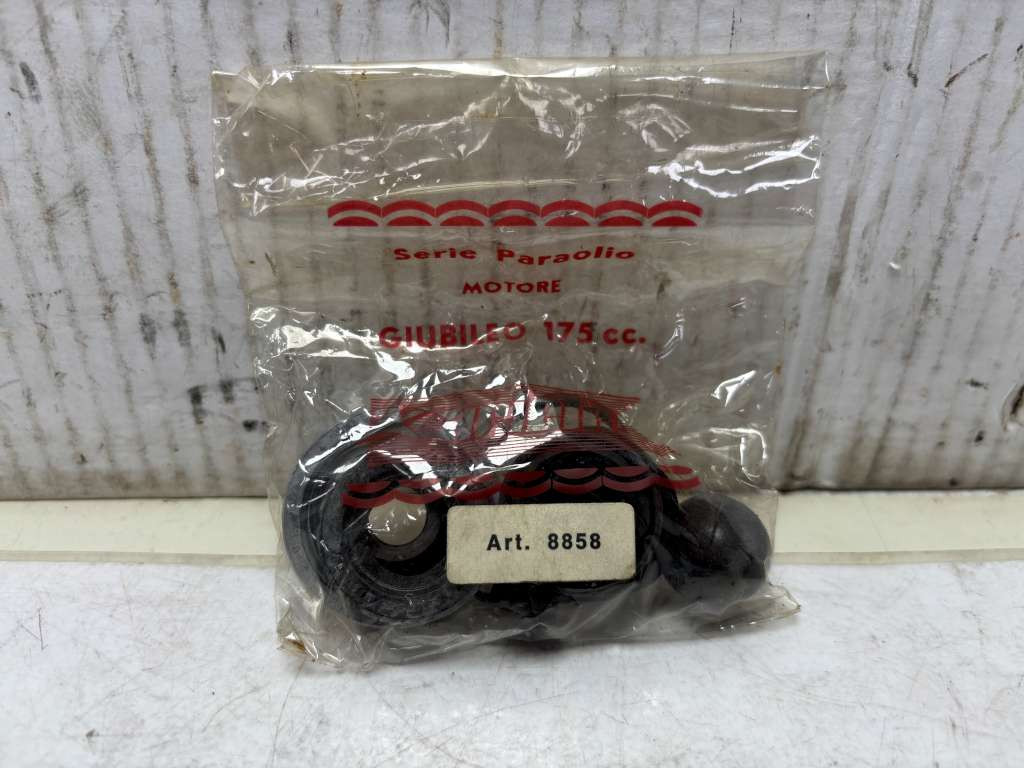 Serie Paraolio
MOTORE
GIUBILEO 175 cc.
Art. 8858